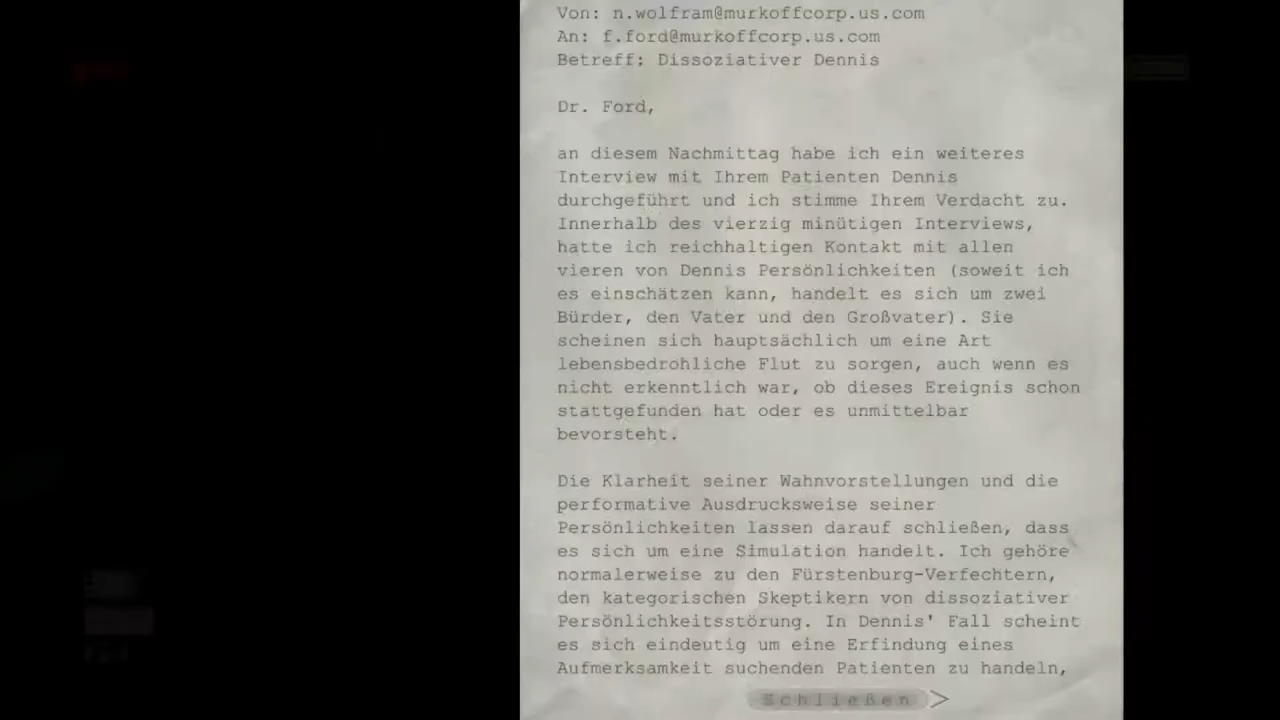 Von: n.wolfram@murkoffcorp.us.com
An: f.ford@murkoffcorp.us.com
Betreff: Dissoziativer Dennis
Dr. Ford,
an diesem Nachmittag habe ich ein weiteres
Interview mit Ihrem Patienten Dennis
durchgeführt und ich stimme Ihrem Verdacht zu.
Innerhalb des vierzig minütigen Interviews,
hatte ich reichhaltigen Kontakt mit allen
vieren von Dennis Persönlichkeiten (soweit ich
es einschätzen kann, handelt es sich um zwei
Bürder, den Vater und den Großvater). Sie
scheinen sich hauptsächlich um eine Art
lebensbedrohliche Flut zu sorgen, auch wenn es
nicht erkenntlich war, ob dieses Ereignis schon
stattgefunden hat oder es unmittelbar
bevorsteht.
Die Klarheit seiner Wahnvorstellungen und die
performative Ausdrucksweise seiner
Persönlichkeiten lassen darauf schließen, dass
es sich um eine Simulation handelt. Ich gehöre
normalerweise zu den Fürstenburg-Verfechtern,
den kategorischen Skeptikern von dissoziativer
Persönlichkeitsstörung. In Dennis' Fall scheint
es sich eindeutig um eine Erfindung eines
Aufmerksamkeit suchenden Patienten zu handeln,
Schließen >